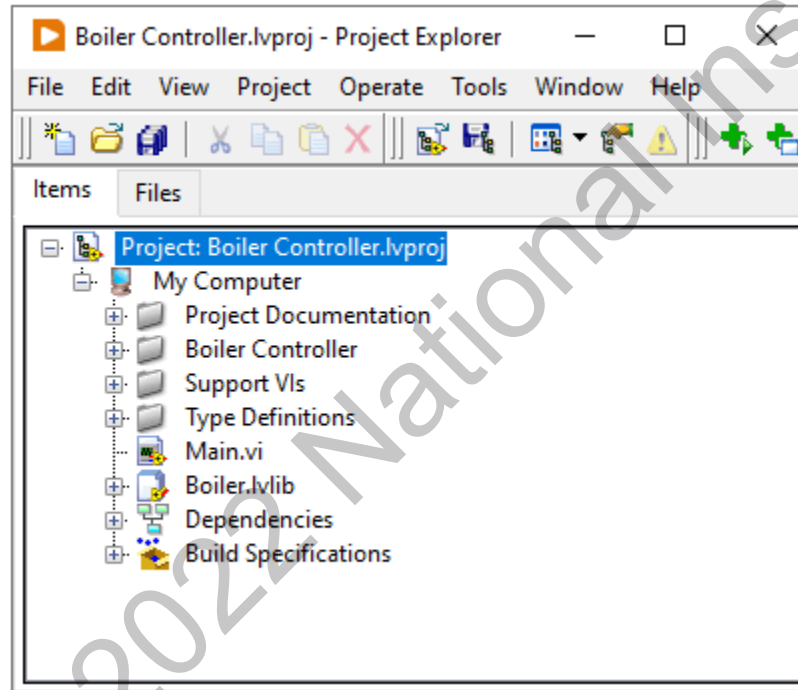 Boiler Controller.lvproj - Project Explorer
File Edit View Project Operate Tools Window Help
Items Files
Project: Boiler Controller.lvproj
My Computer
Project Documentation
Boiler Controller
Support VIs
Type Definitions
Main.vi
Boiler.lvlib
Dependencies
Build Specifications
2022 National Ins